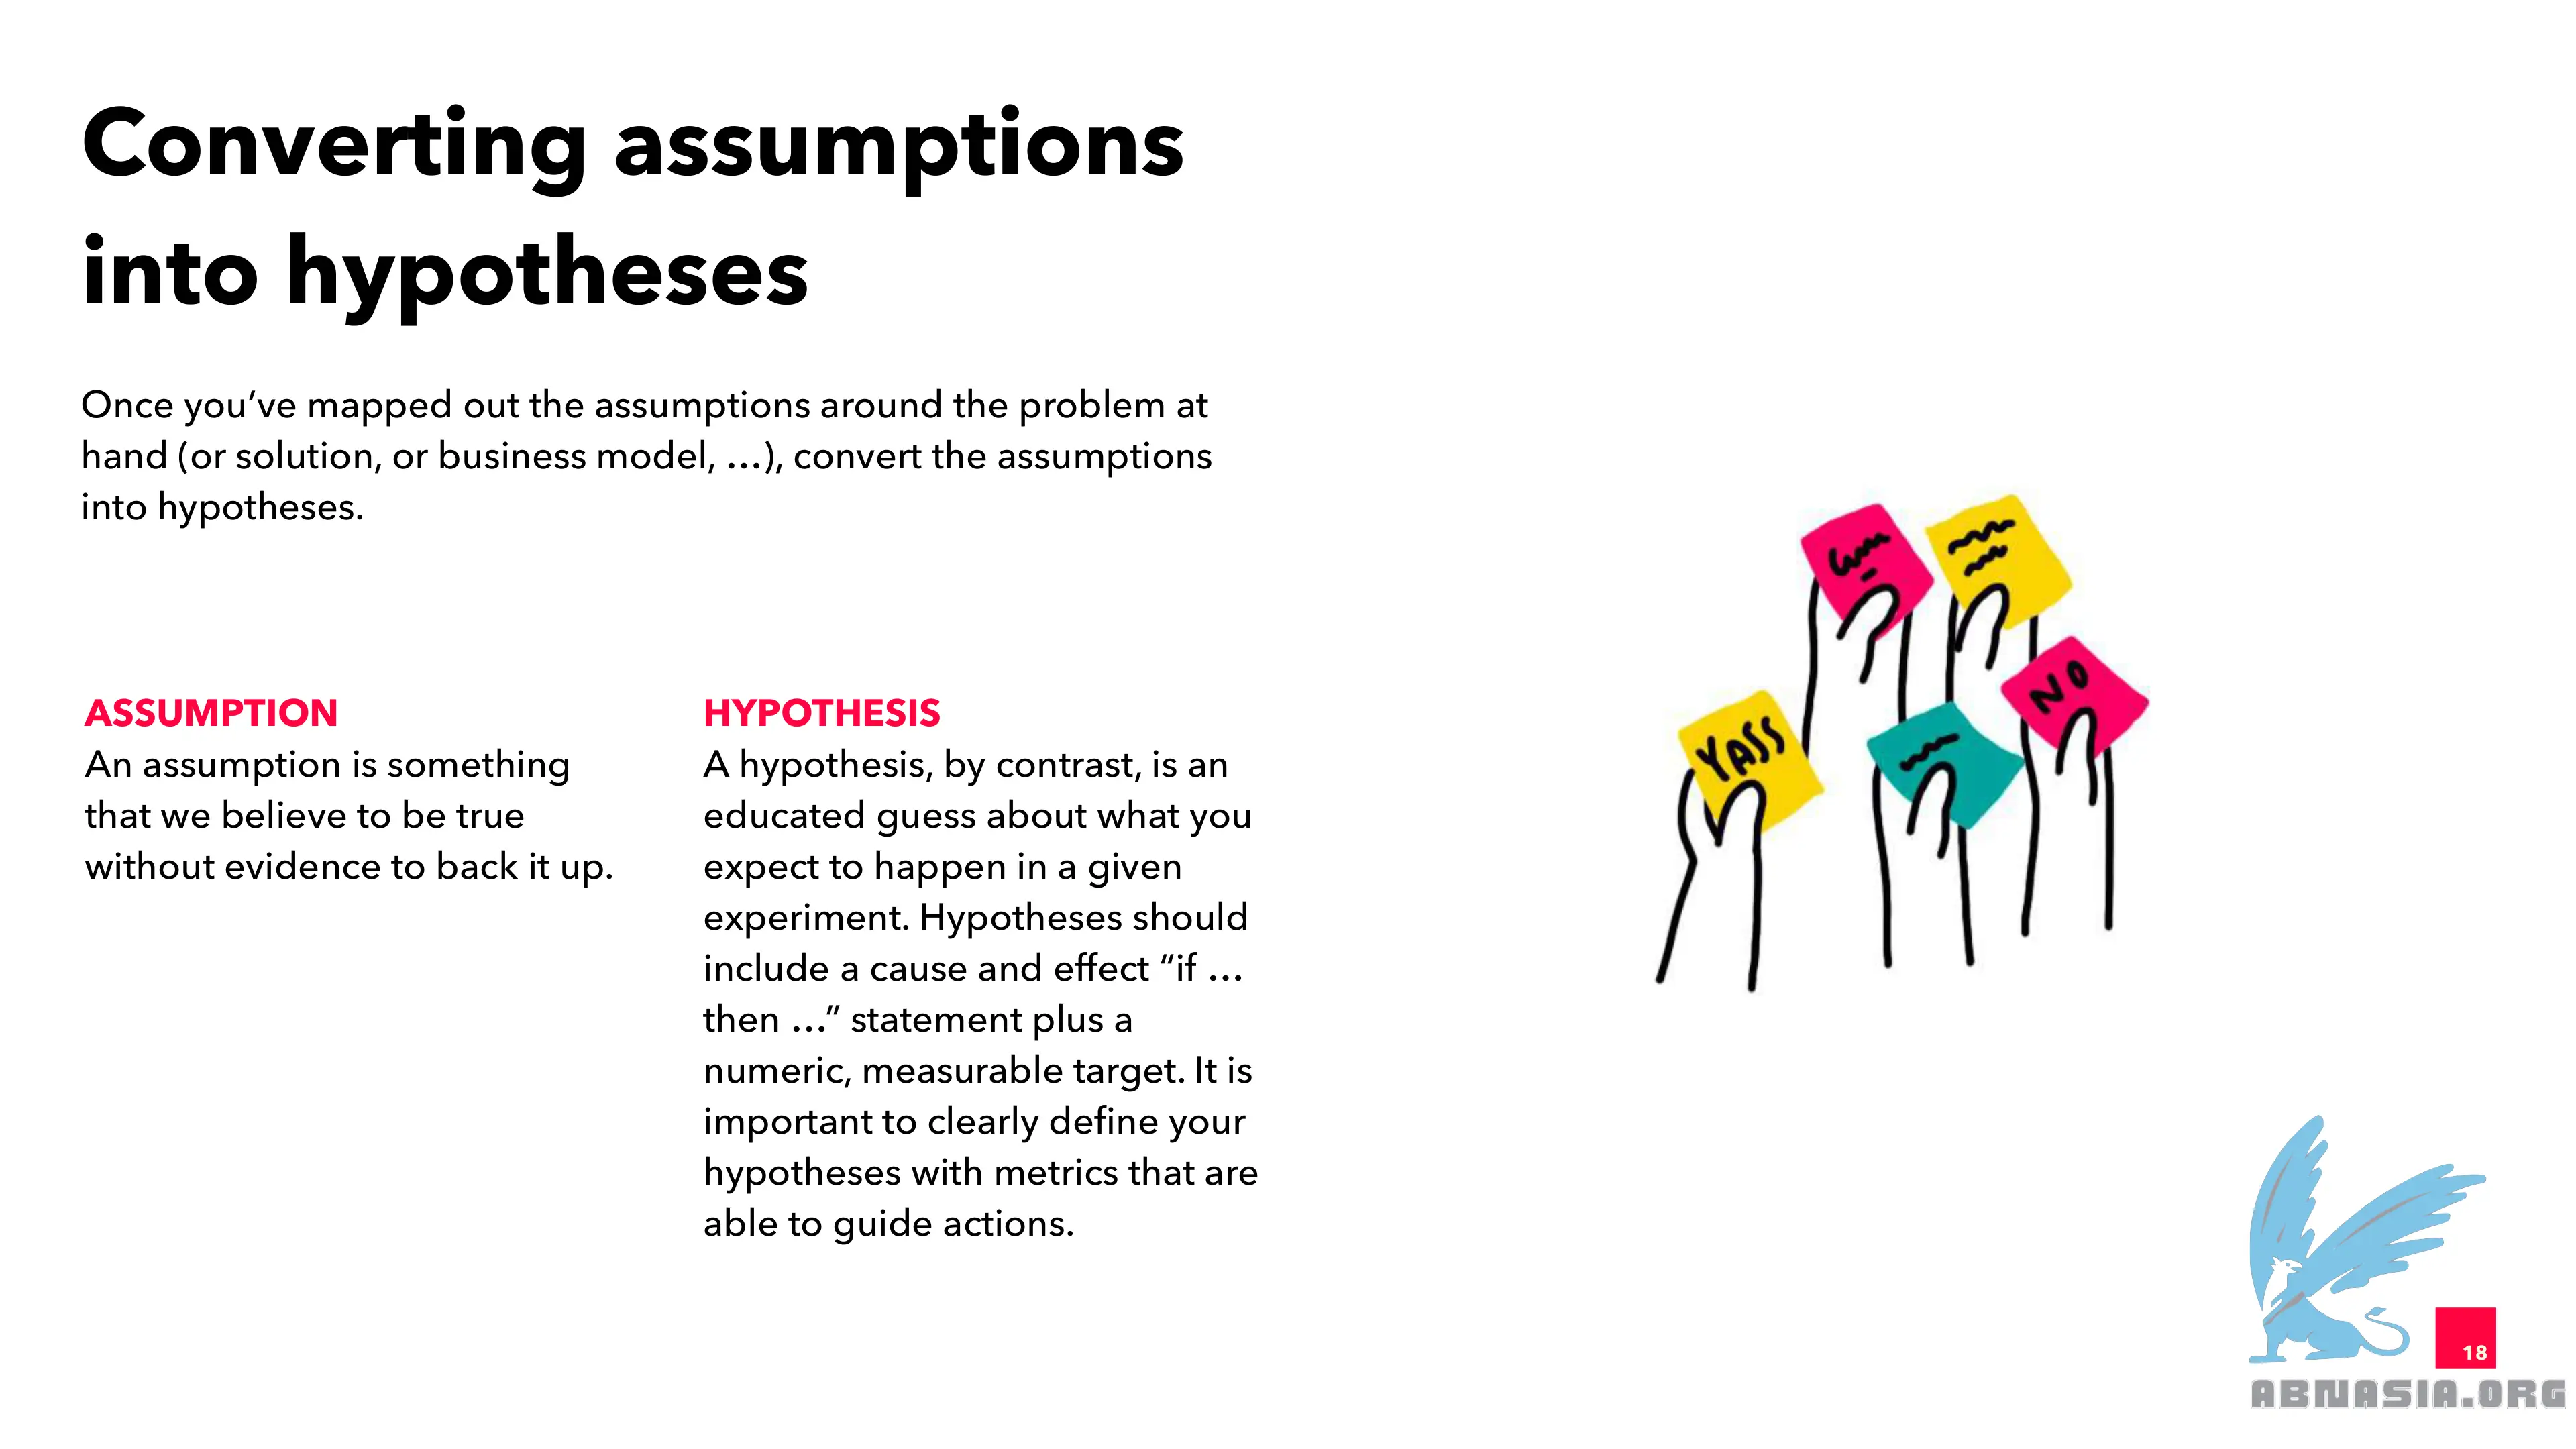 Converting assumptions
into hypotheses
Once you’ve mapped out the assumptions around the problem at
hand (or solution, or business model, …), convert the assumptions
into hypotheses.
ASSUMPTION
An assumption is something
that we believe to be true
without evidence to back it up.
HYPOTHESIS
A hypothesis, by contrast, is an
educated guess about what you
expect to happen in a given
experiment. Hypotheses should
include a cause and effect “if …
then …” statement plus a
numeric, measurable target. It is
important to clearly define your
hypotheses with metrics that are
able to guide actions.
YASS
NO
18
ABNASIA.ORG